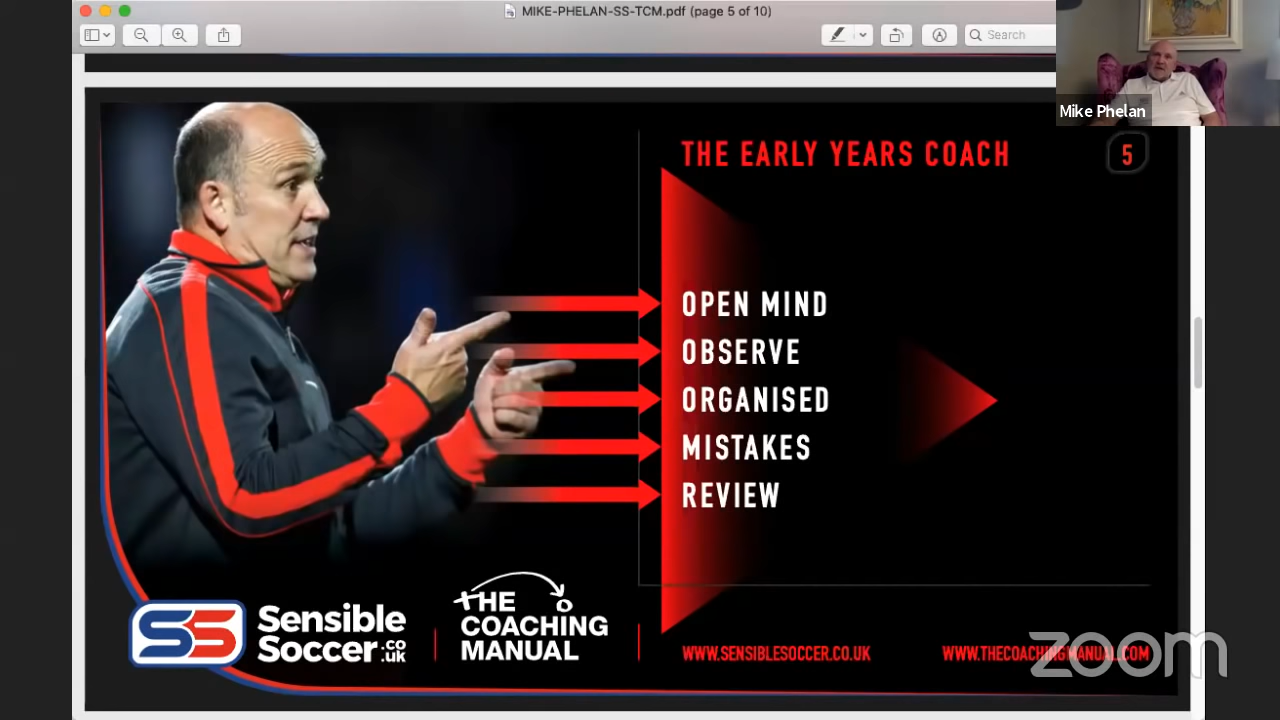 MIKE-PHELAN-SS-TCM.pdf (page 5 of 10)
Search
Mike Phelan
THE EARLY YEARS COACH
5
OPEN MIND
OBSERVE
ORGANISED
MISTAKES
REVIEW
SS
Sensible
Soccer
.co
.uk
THE
COACHING
MANUAL
WWW.SENSIBLESOCCER.CO.UK
WWW.THECOACHINGMANUAL.COM
zoom